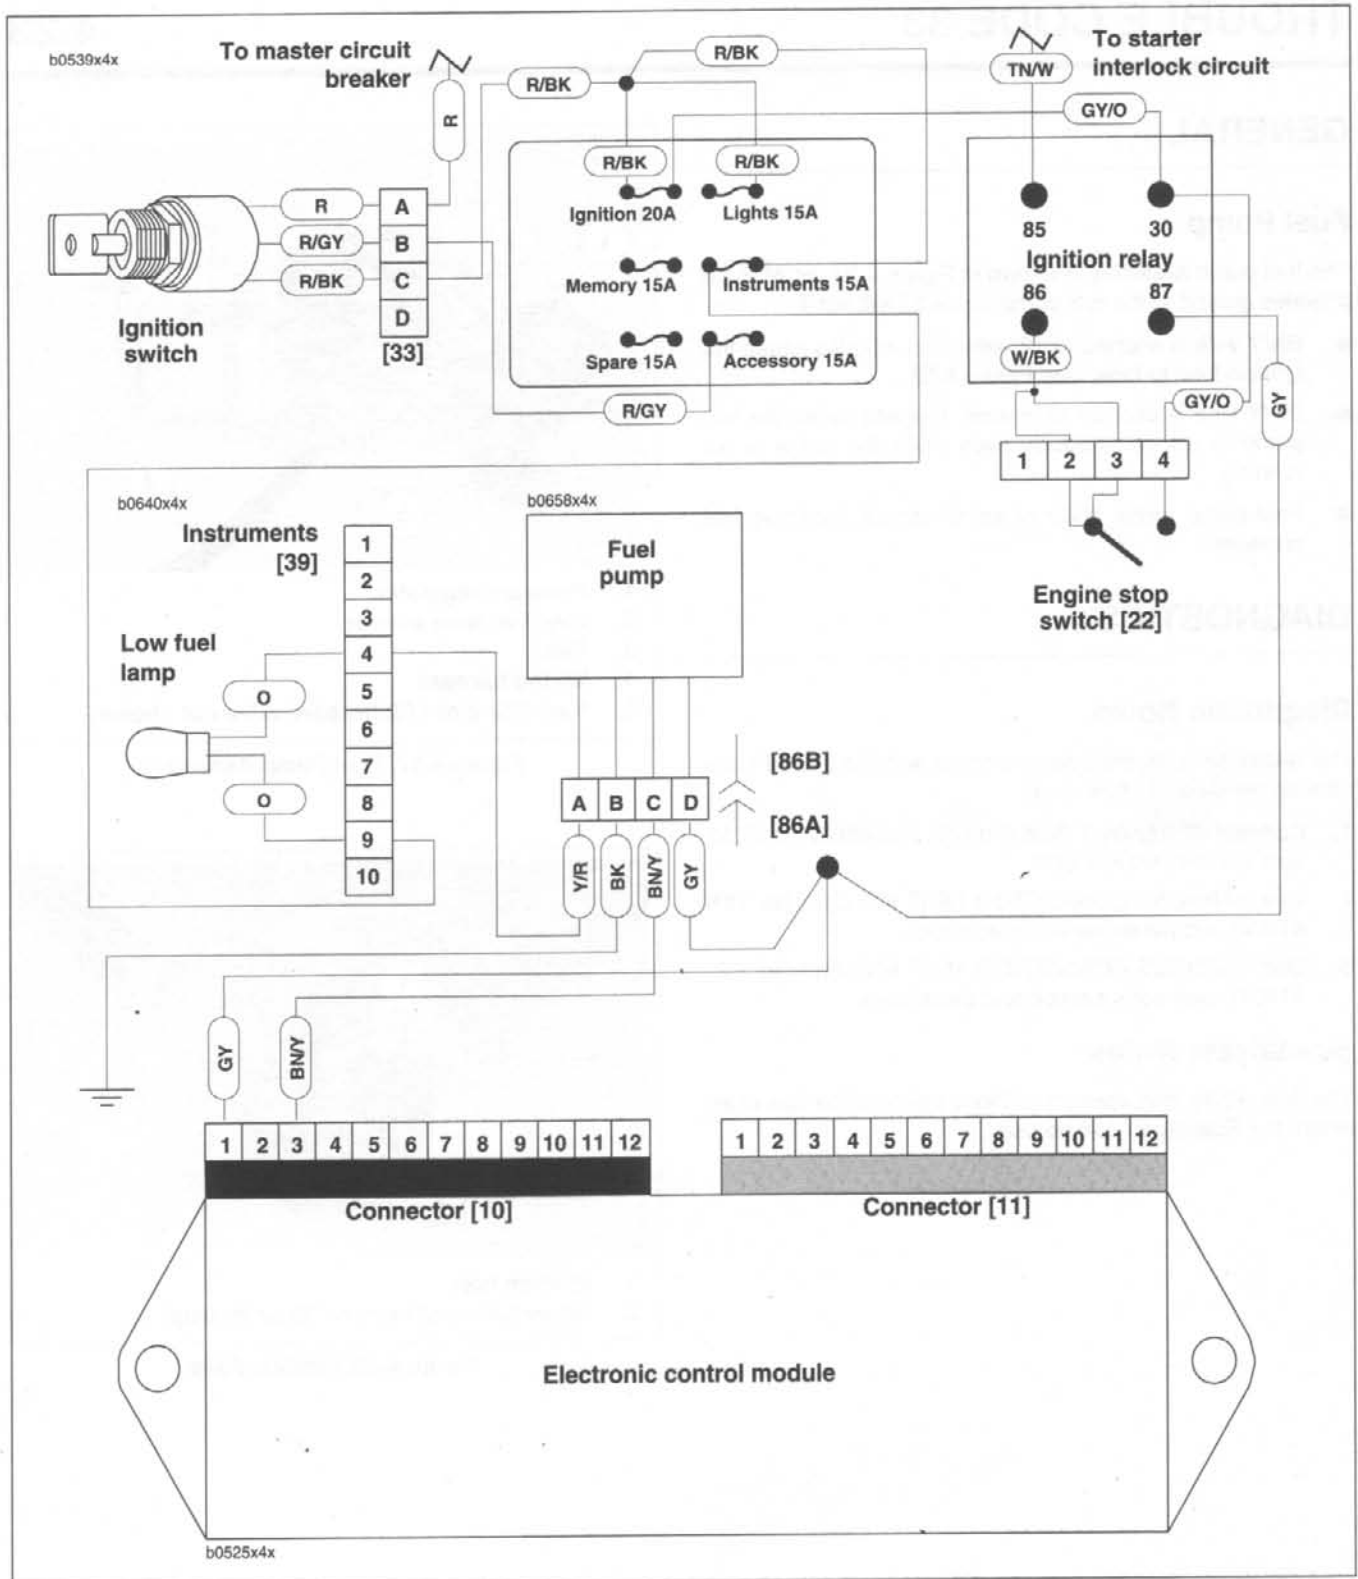 b0539x4x
To master circuit
breaker
R
R/BK
R/BK
To starter
interlock circuit
TN/W
GY/O
R/BK
R/BK
Ignition 20A
Lights 15A
Memory 15A
Instruments 15A
Spare 15A
Accessory 15A
R/GY
R
R/GY
R/BK
A
B
C
D
[33]
Ignition
switch
85
30
Ignition relay
86
87
W/BK
GY/O
GY
1 2 3 4
Engine stop
switch [22]
b0640x4x
Instruments
[39]
1
2
3
4
5
6
7
8
9
10
Low fuel
lamp
O
O
b0658x4x
Fuel
pump
[86B]
[86A]
A B C D
Y/R
BK
BN/Y
GY
GY
BN/Y
1 2 3 4 5 6 7 8 9 10 11 12
Connector [10]
1 2 3 4 5 6 7 8 9 10 11 12
Connector [11]
Electronic control module
b0525x4x